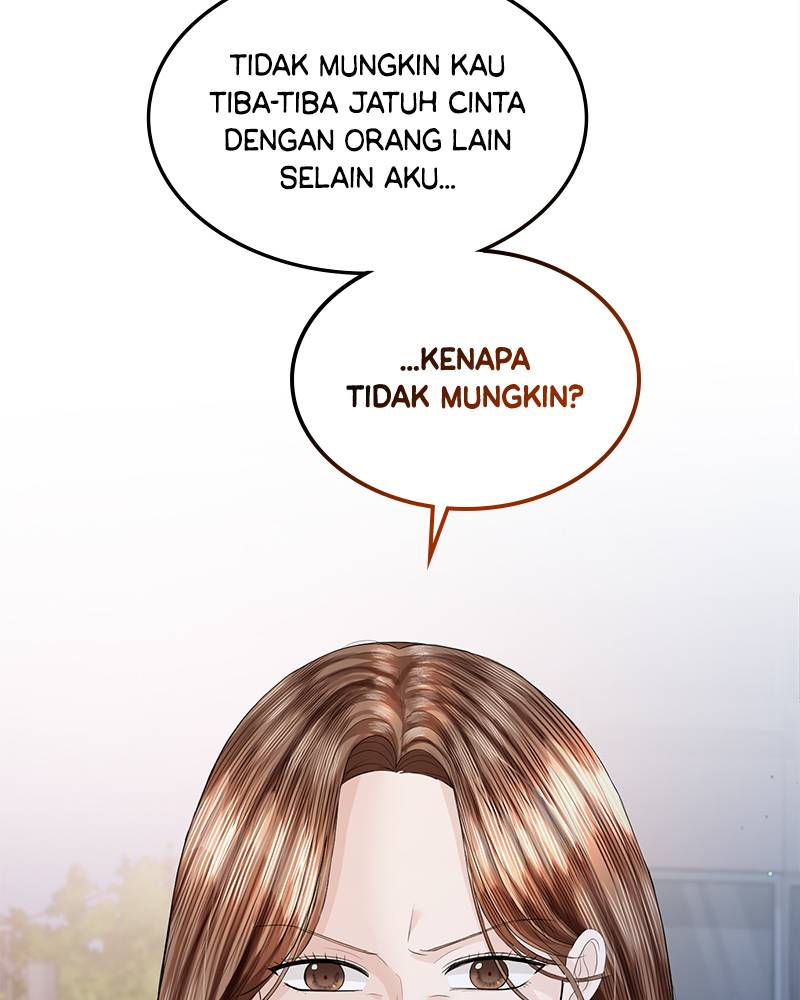 TIDAK MUNGKIN KAU
TIBA-TIBA JATUH CINTA
DENGAN ORANG LAIN
SELAIN AKU...
...KENAPA
TIDAK MUNGKIN?